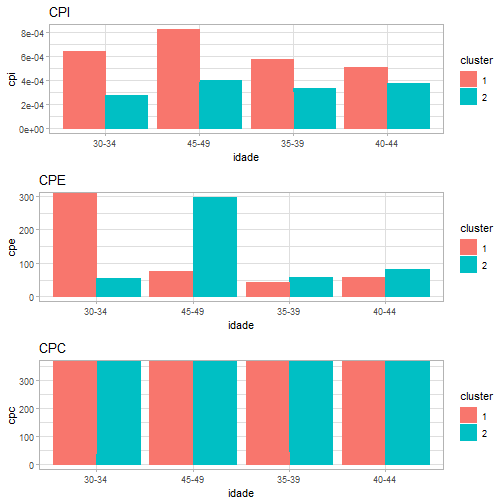 CPI
8e-04
6e-04
4e-04
2e-04
0e+00
cpi
30-34 45-49 35-39 40-44
idade
cluster
1
2
CPE
300
200
100
0
cpe
30-34 45-49 35-39 40-44
idade
cluster
1
2
CPC
300
200
100
0
cpc
30-34 45-49 35-39 40-44
idade
cluster
1
2